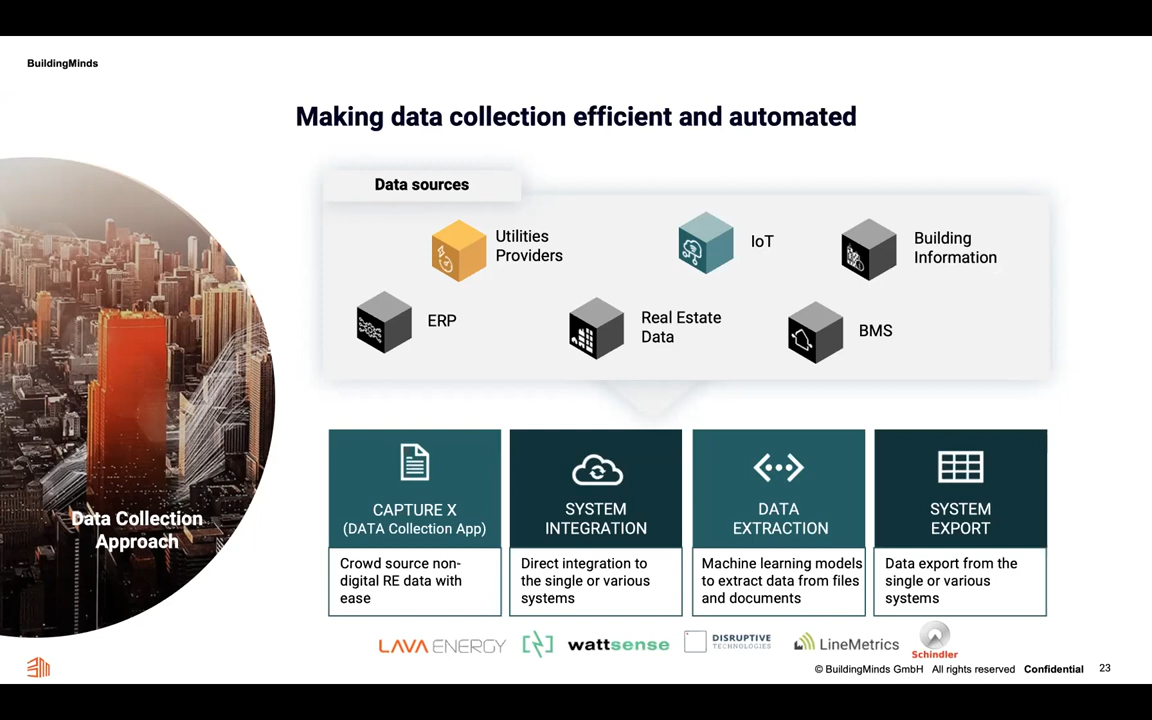 BuildingMinds
Making data collection efficient and automated
Data sources
Utilities
Providers
IoT
Building
Information
ERP
Real Estate
Data
BMS
Data Collection
Approach
CAPTURE X
(DATA Collection App)
Crowd source non-
digital RE data with
ease
SYSTEM
INTEGRATION
Direct integration to
the single or various
systems
DATA
EXTRACTION
Machine learning models
to extract data from files
and documents
SYSTEM
EXPORT
Data export from the
single or various
systems
LAVA ENERGY
wattsense
DISRUPTIVE
TECHNOLOGIES
LineMetrics
Schindler
© BuildingMinds GmbH All rights reserved Confidential 23